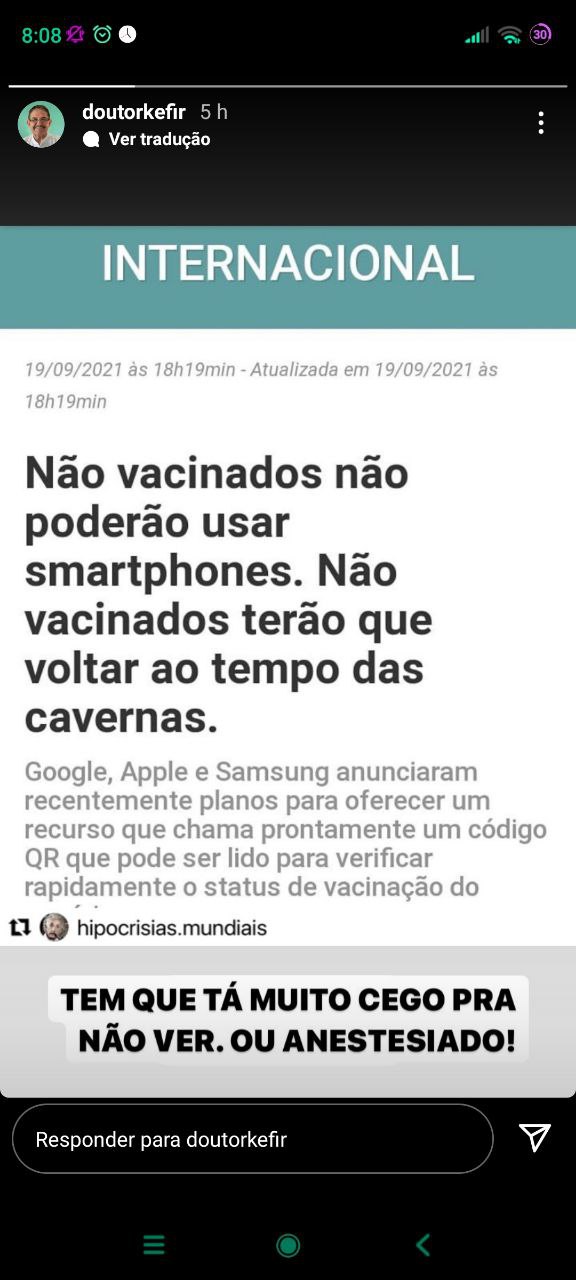 8:08
30
doutorkefir 5 h
Ver tradução
INTERNACIONAL
19/09/2021 às 18h19min - Atualizada em 19/09/2021 às
18h19min
Não vacinados não
poderão usar
smartphones. Não
vacinados terão que
voltar ao tempo das
cavernas.
Google, Apple e Samsung anunciaram
recentemente planos para oferecer um
recurso que chama prontamente um código
QR que pode ser lido para verificar
rapidamente o status de vacinação do
hipocrisias.mundiais
TEM QUE TÁ MUITO CEGO PRA
NÃO VER. OU ANESTESIADO!
Responder para doutorkefir